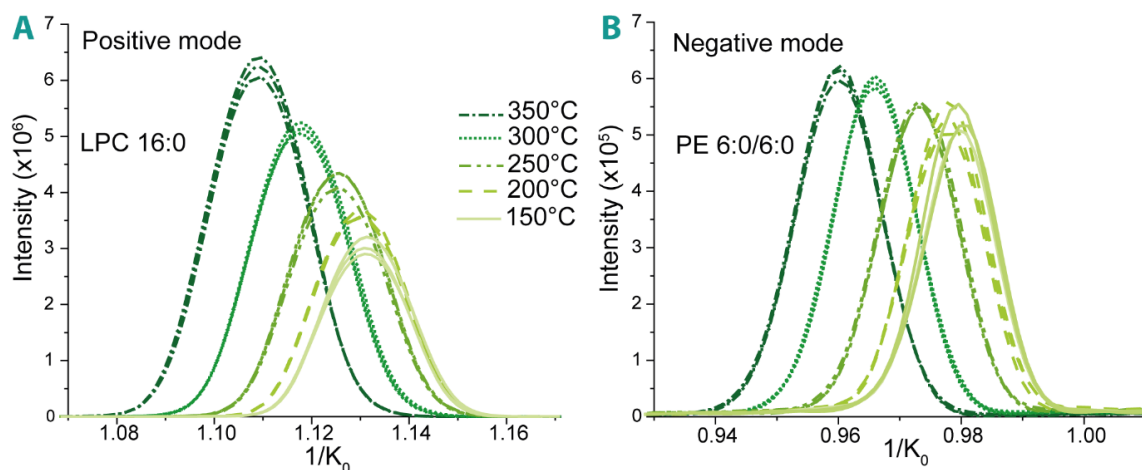 A
Positive mode
LPC 16:0
Intensity (x10⁶)
7
6
5
4
3
2
1
0
1.08
1.10
1.12
1.14
1.16
1/K₀
350°C
300°C
250°C
200°C
150°C
B
Negative mode
PE 6:0/6:0
Intensity (x10⁵)
7
6
5
4
3
2
1
0
0.94
0.96
0.98
1.00
1/K₀